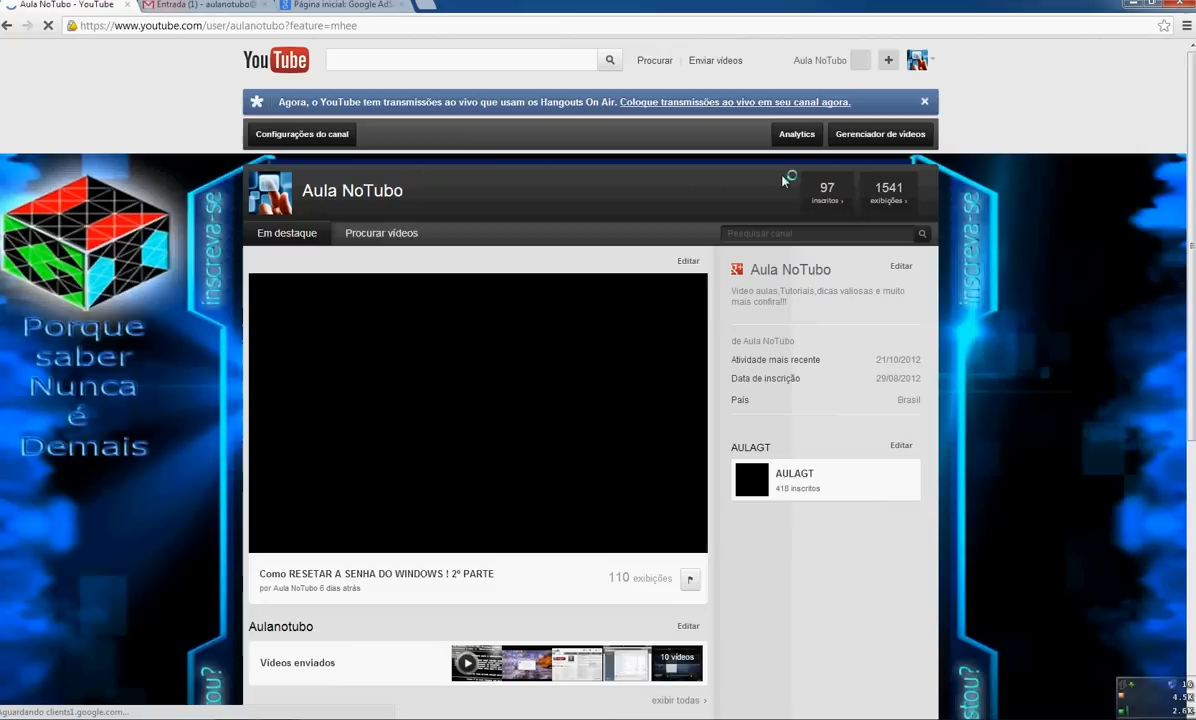 Aula NoTubo - YouTube
Entrada (1) - aulanotubo@
Página inicial: Google AdS
https://www.youtube.com/user/aulanotubo?feature=mhee
YouTube
Procurar
Enviar vídeos
Aula NoTubo
Agora, o YouTube tem transmissões ao vivo que usam os Hangouts On Air. Coloque transmissões ao vivo em seu canal agora.
Configurações do canal
Analytics
Gerenciador de vídeos
Aula NoTubo
97
inscritos ›
1541
exibições ›
Em destaque
Procurar vídeos
Pesquisar canal
Editar
Aula NoTubo
Editar
Video aulas,Tutoriais,dicas valiosas e muito
mais confira!!!
de Aula NoTubo
Atividade mais recente 21/10/2012
Data de inscrição 29/08/2012
País Brasil
AULAGT
Editar
AULAGT
418 inscritos
Como RESETAR A SENHA DO WINDOWS ! 2º PARTE
por Aula NoTubo 6 dias atrás
110 exibições
Aulanotubo
Editar
Vídeos enviados
10 vídeos
exibir todas ›
Porque
saber
Nunca
é
Demais
inscreva-se
inscreva-se
Aguardando clients1.google.com...